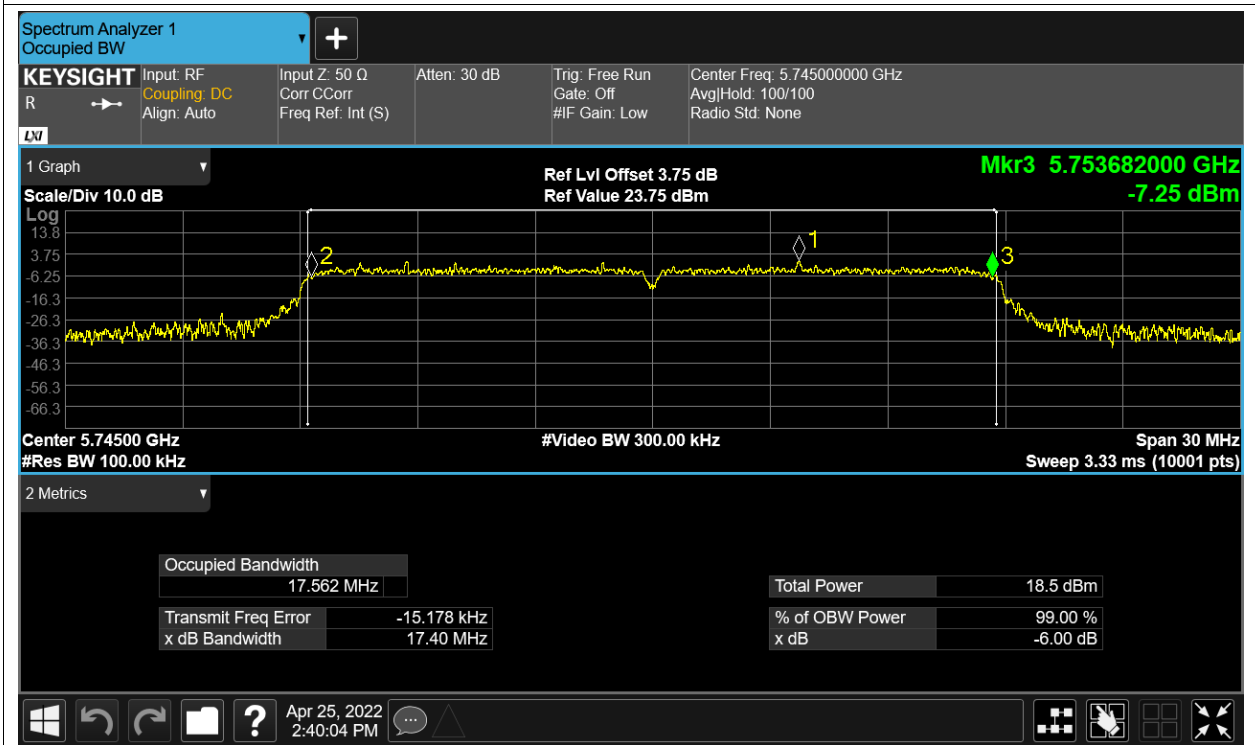 Spectrum Analyzer 1
Occupied BW
+
KEYSIGHT Input: RF Input Z: 50 Ω Atten: 30 dB Trig: Free Run Center Freq: 5.745000000 GHz
R Coupling: DC Corr CCorr Gate: Off Avg|Hold: 100/100
Align: Auto Freq Ref: Int (S) #IF Gain: Low Radio Std: None
LXI
1 Graph
Ref Lvl Offset 3.75 dB Mkr3 5.753682000 GHz
Scale/Div 10.0 dB Ref Value 23.75 dBm -7.25 dBm
Log
13.8
3.75
-6.25
-16.3
-26.3
-36.3
-46.3
-56.3
-66.3
2
1
3
Center 5.74500 GHz #Video BW 300.00 kHz Span 30 MHz
#Res BW 100.00 kHz Sweep 3.33 ms (10001 pts)
2 Metrics
Occupied Bandwidth
17.562 MHz Total Power 18.5 dBm
Transmit Freq Error -15.178 kHz % of OBW Power 99.00 %
x dB Bandwidth 17.40 MHz x dB -6.00 dB
? Apr 25, 2022
2:40:04 PM